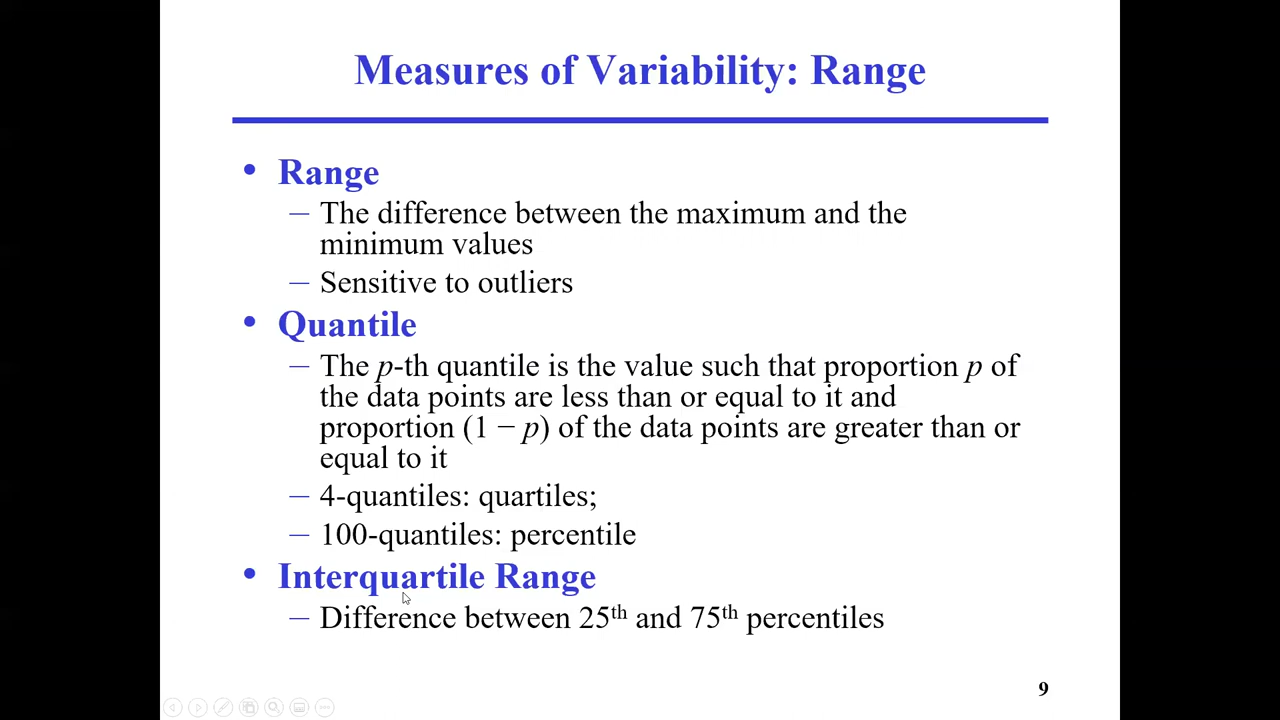 Measures of Variability: Range
• Range
– The difference between the maximum and the
minimum values
– Sensitive to outliers
• Quantile
– The p-th quantile is the value such that proportion p of
the data points are less than or equal to it and
proportion (1 − p) of the data points are greater than or
equal to it
– 4-quantiles: quartiles;
– 100-quantiles: percentile
• Interquartile Range
– Difference between 25th and 75th percentiles
9